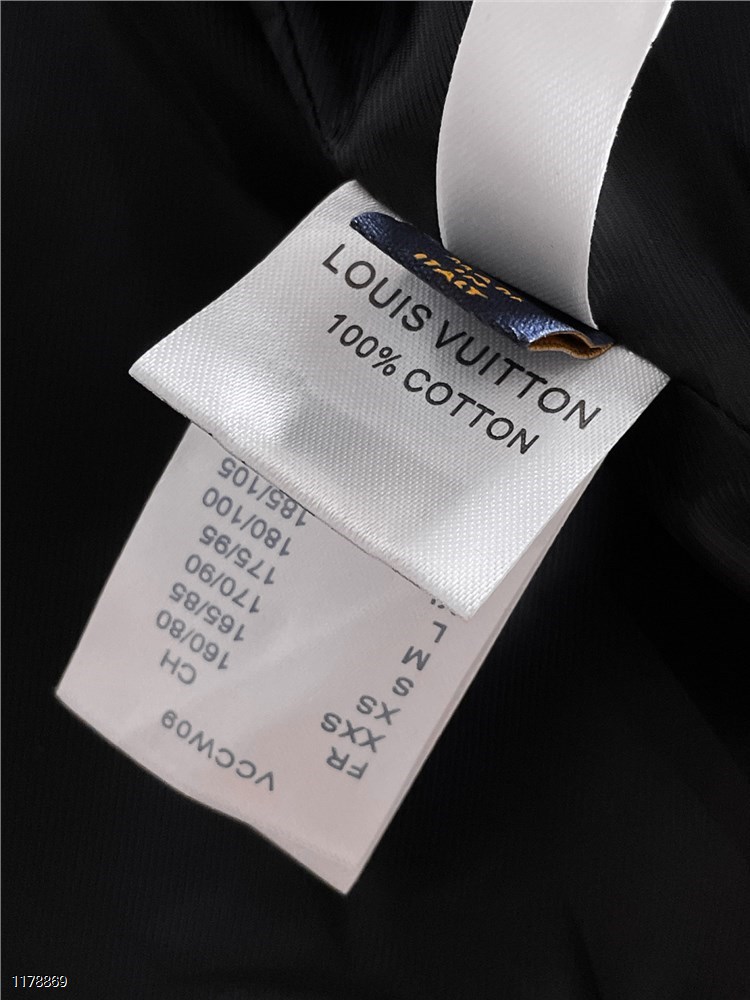 ITALY
LOUIS VUITTON
100% COTTON
185/105
180/100
175/95
170/90 L
165/85 M
160/80 S
CH XS
XXS
VCCW09 FR
1178869